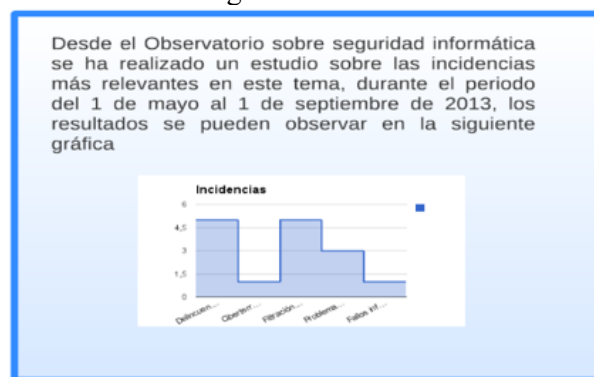 Desde el Observatorio sobre seguridad informática
se ha realizado un estudio sobre las incidencias
más relevantes en este tema, durante el periodo
del 1 de mayo al 1 de septiembre de 2013, los
resultados se pueden observar en la siguiente
gráfica
Incidencias
6
4,5
3
1,5
0
Delincuen... Ciberterr... Filtración... Problema... Fallos inf...